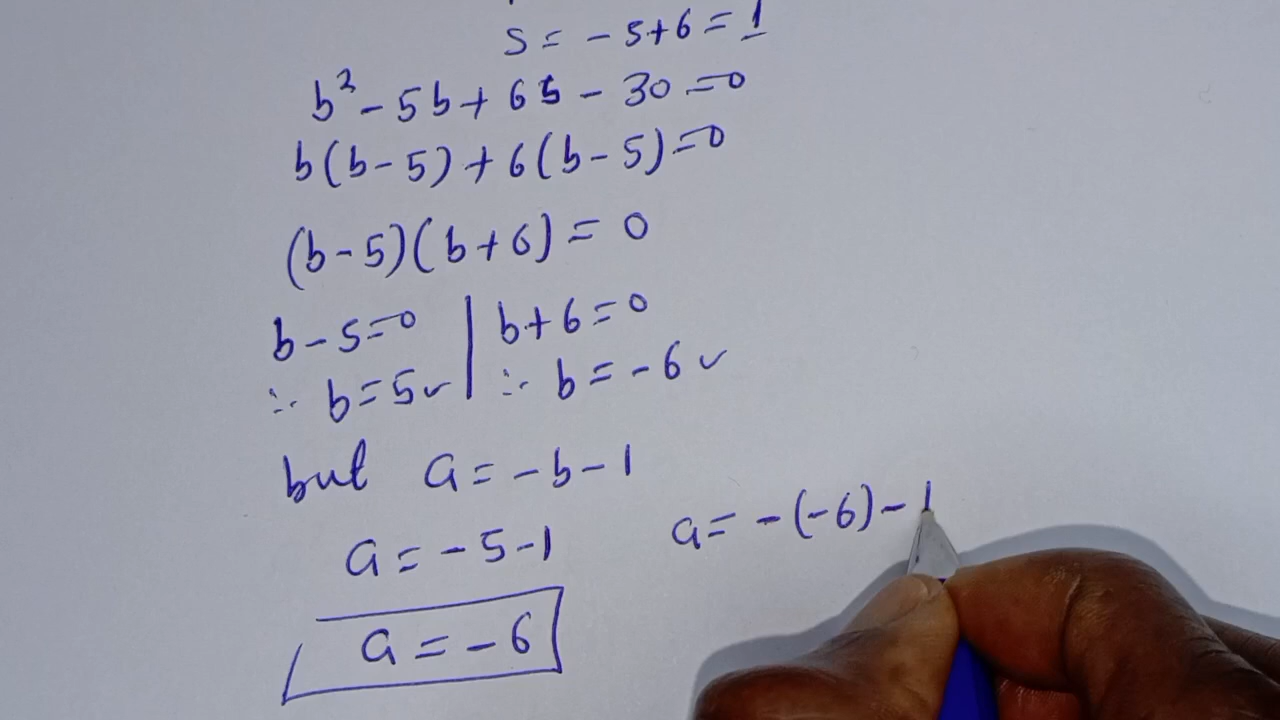 S = - 5+6 = 1
b² - 5b + 6b - 30 = 0
b(b-5) + 6(b-5) = 0
(b-5)(b+6) = 0
b-5=0 | b+6=0
∴ b=5✓ | ∴ b=-6✓
but a = -b-1
a = -5-1 a = -(-6)-1
a = -6